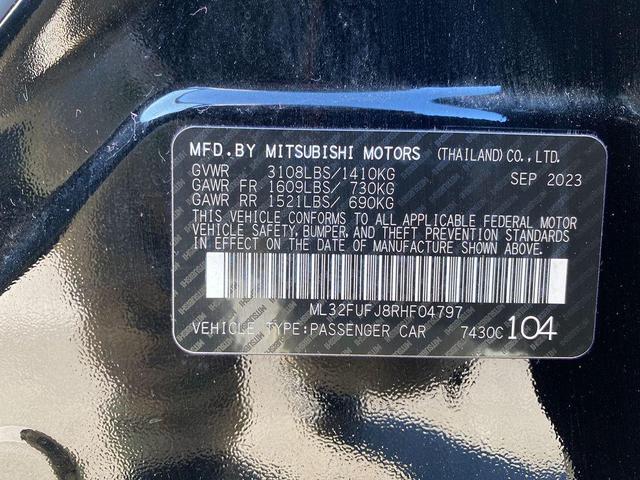 MFD.BY MITSUBISHI MOTORS (THAILAND)CO.,LTD.
GVWR 3108LBS/1410KG SEP 2023
GAWR FR 1609LBS/ 730KG
GAWR RR 1521LBS/ 690KG
THIS VEHICLE CONFORMS TO ALL APPLICABLE FEDERAL MOTOR
VEHICLE SAFETY, BUMPER, AND THEFT PREVENTION STANDARDS
IN EFFECT ON THE DATE OF MANUFACTURE SHOWN ABOVE.
ML32FUFJ8RHF04797
VEHICLE TYPE:PASSENGER CAR 7430C 104